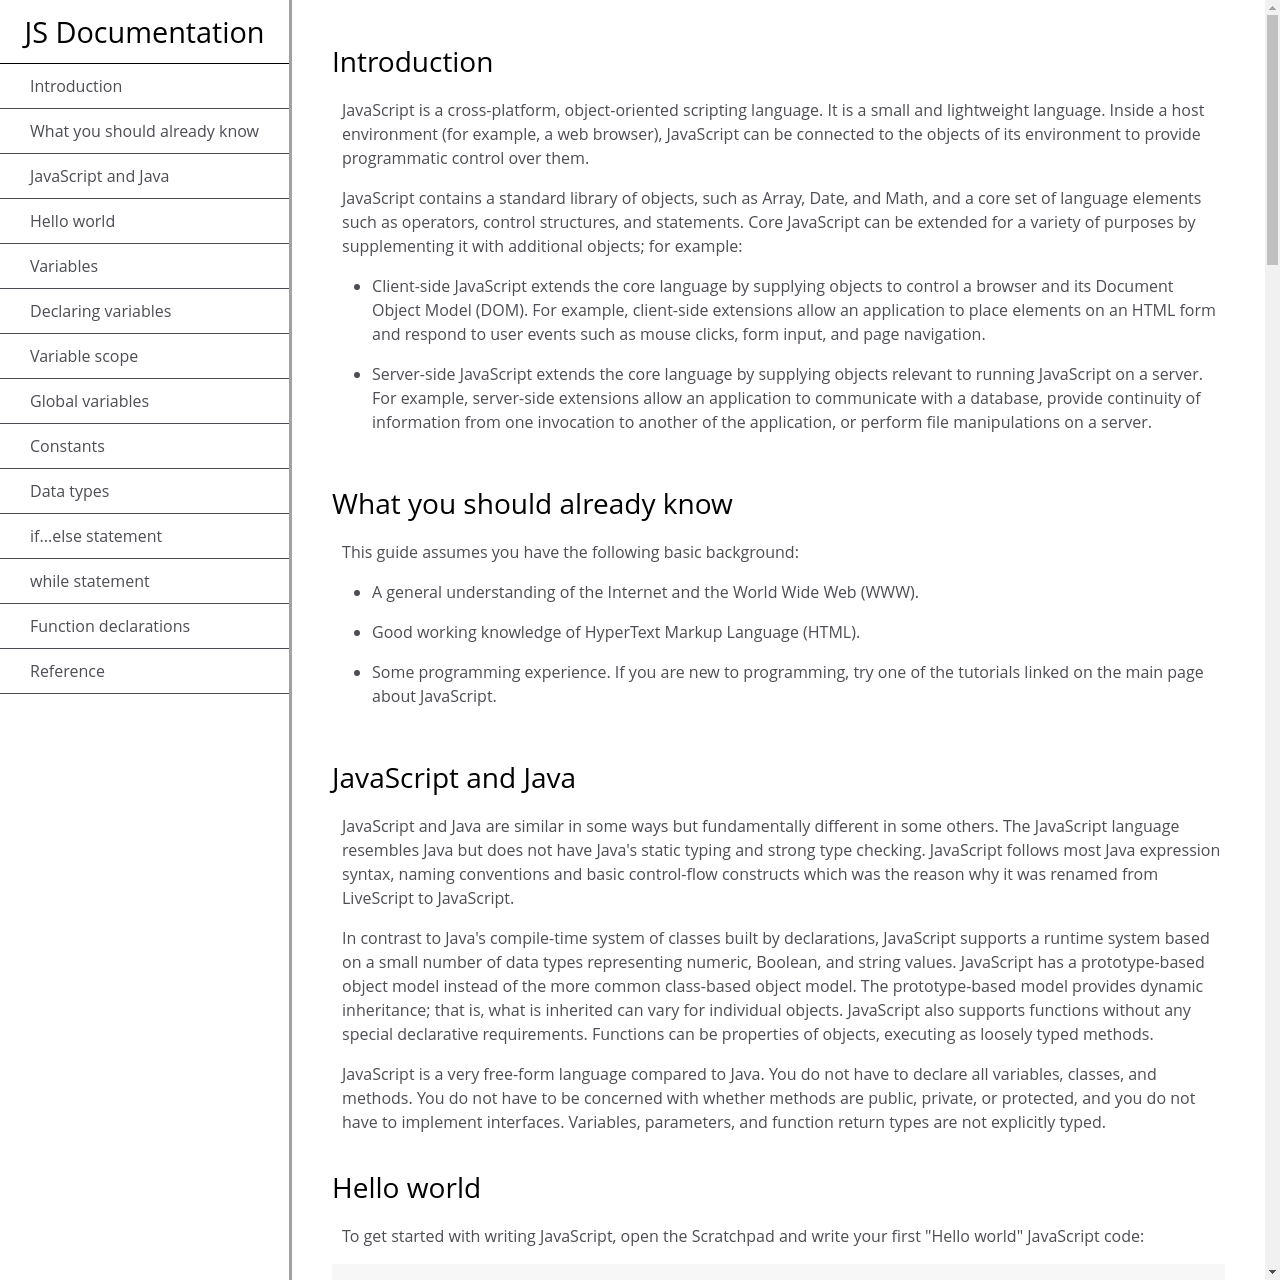 JS Documentation
Introduction
What you should already know
JavaScript and Java
Hello world
Variables
Declaring variables
Variable scope
Global variables
Constants
Data types
if...else statement
while statement
Function declarations
Reference
Introduction
JavaScript is a cross-platform, object-oriented scripting language. It is a small and lightweight language. Inside a host
environment (for example, a web browser), JavaScript can be connected to the objects of its environment to provide
programmatic control over them.
JavaScript contains a standard library of objects, such as Array, Date, and Math, and a core set of language elements
such as operators, control structures, and statements. Core JavaScript can be extended for a variety of purposes by
supplementing it with additional objects; for example:
• Client-side JavaScript extends the core language by supplying objects to control a browser and its Document
Object Model (DOM). For example, client-side extensions allow an application to place elements on an HTML form
and respond to user events such as mouse clicks, form input, and page navigation.
• Server-side JavaScript extends the core language by supplying objects relevant to running JavaScript on a server.
For example, server-side extensions allow an application to communicate with a database, provide continuity of
information from one invocation to another of the application, or perform file manipulations on a server.
What you should already know
This guide assumes you have the following basic background:
• A general understanding of the Internet and the World Wide Web (WWW).
• Good working knowledge of HyperText Markup Language (HTML).
• Some programming experience. If you are new to programming, try one of the tutorials linked on the main page
about JavaScript.
JavaScript and Java
JavaScript and Java are similar in some ways but fundamentally different in some others. The JavaScript language
resembles Java but does not have Java's static typing and strong type checking. JavaScript follows most Java expression
syntax, naming conventions and basic control-flow constructs which was the reason why it was renamed from
LiveScript to JavaScript.
In contrast to Java's compile-time system of classes built by declarations, JavaScript supports a runtime system based
on a small number of data types representing numeric, Boolean, and string values. JavaScript has a prototype-based
object model instead of the more common class-based object model. The prototype-based model provides dynamic
inheritance; that is, what is inherited can vary for individual objects. JavaScript also supports functions without any
special declarative requirements. Functions can be properties of objects, executing as loosely typed methods.
JavaScript is a very free-form language compared to Java. You do not have to declare all variables, classes, and
methods. You do not have to be concerned with whether methods are public, private, or protected, and you do not
have to implement interfaces. Variables, parameters, and function return types are not explicitly typed.
Hello world
To get started with writing JavaScript, open the Scratchpad and write your first "Hello world" JavaScript code: